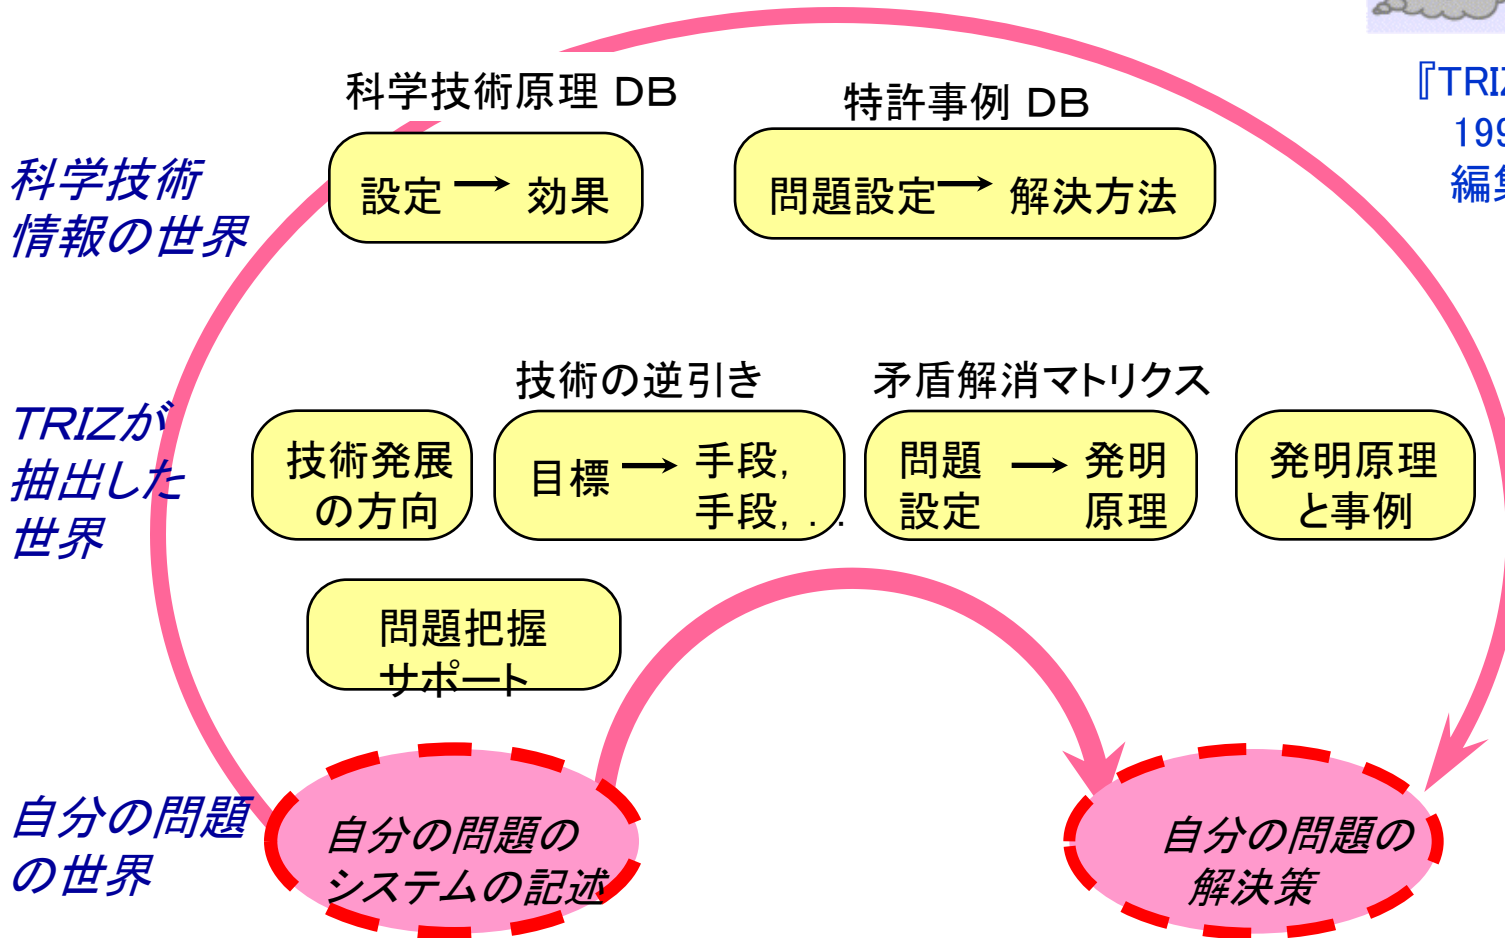 科学技術原理 DB
特許事例 DB
『TRIZ
199
編集
科学技術
情報の世界
設定 → 効果
問題設定 → 解決方法
技術の逆引き
矛盾解消マトリクス
TRIZが
抽出した
世界
技術発展
の方向
目標 → 手段,
手段, . .
問題 → 発明
設定 原理
発明原理
と事例
問題把握
サポート
自分の問題
の世界
自分の問題の
システムの記述
自分の問題の
解決策